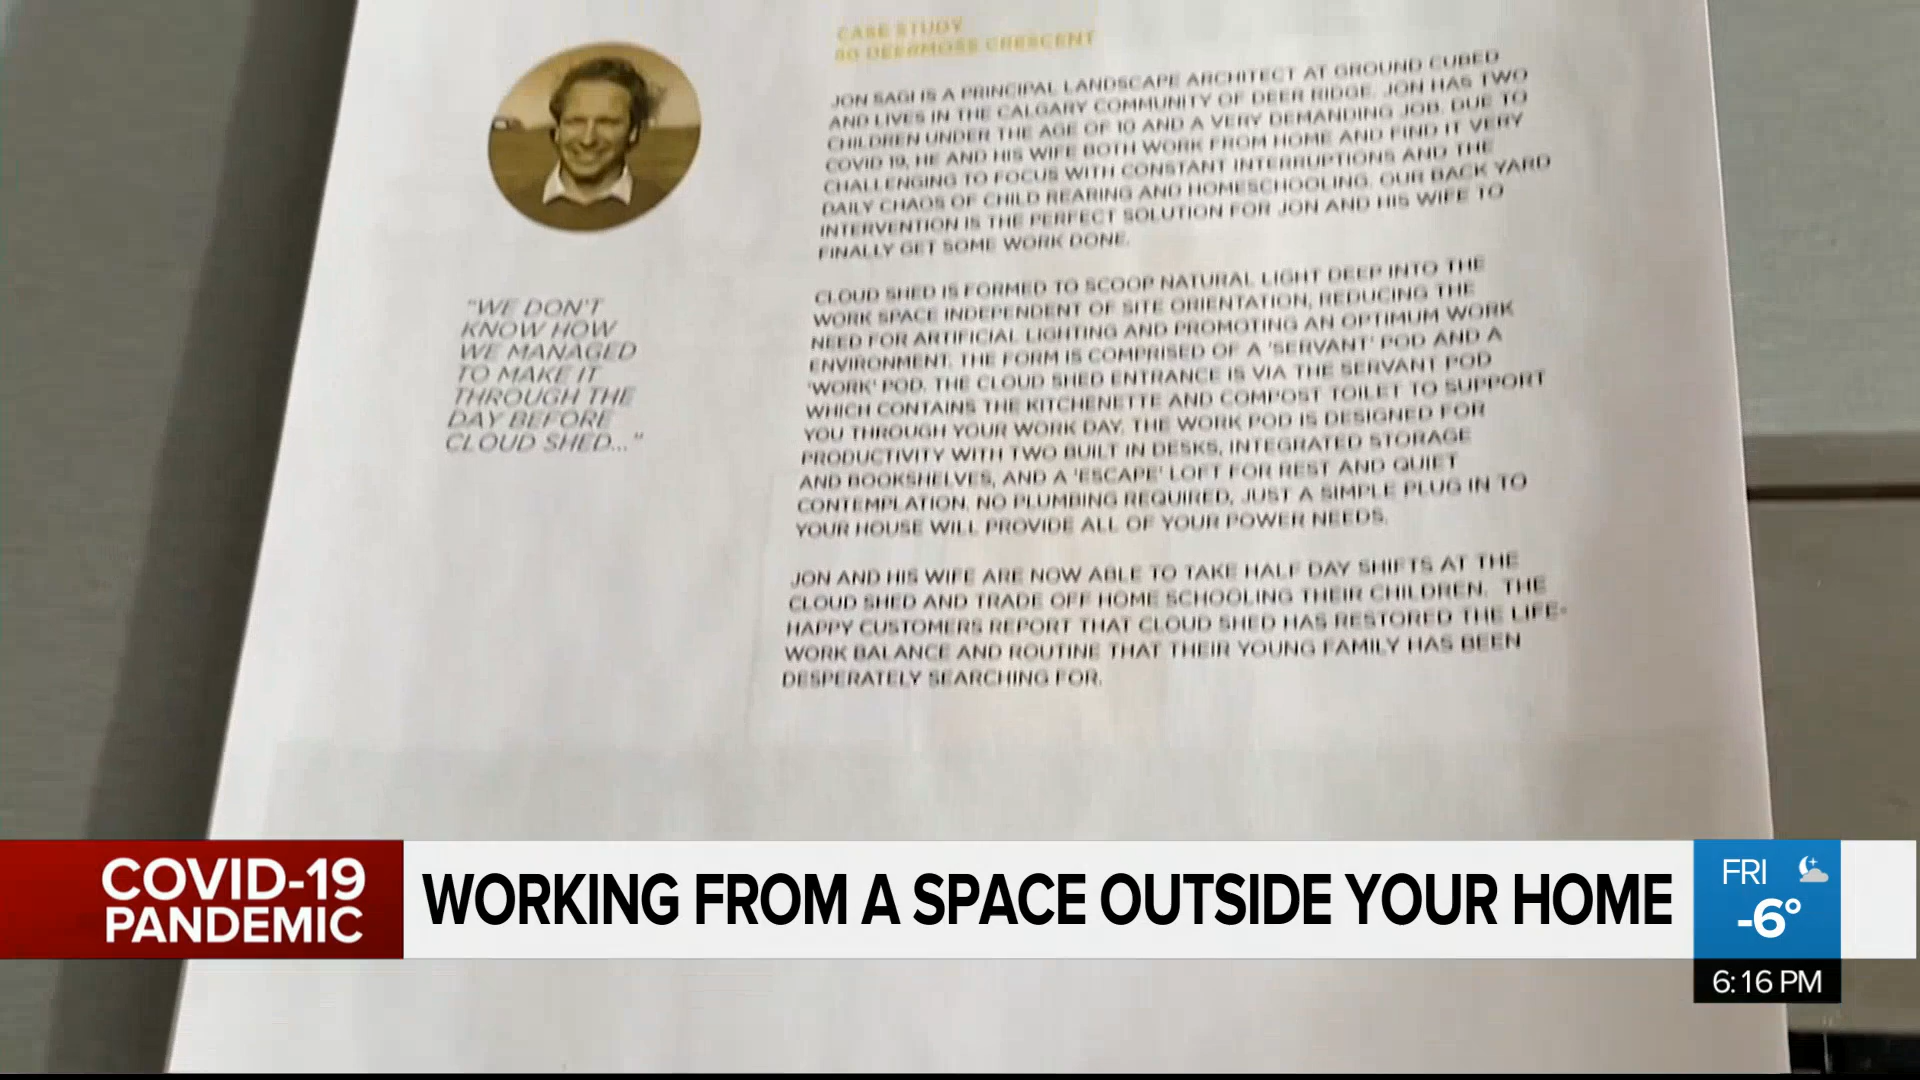 CASE STUDY
90 DEERMOSS CRESCENT
JON SAGI IS A PRINCIPAL LANDSCAPE ARCHITECT AT GROUND CUBED
AND LIVES IN THE CALGARY COMMUNITY OF DEER RIDGE. JON HAS TWO
CHILDREN UNDER THE AGE OF 10 AND A VERY DEMANDING JOB. DUE TO
COVID 19, HE AND HIS WIFE BOTH WORK FROM HOME AND FIND IT VERY
CHALLENGING TO FOCUS WITH CONSTANT INTERRUPTIONS AND THE
DAILY CHAOS OF CHILD REARING AND HOMESCHOOLING. OUR BACK YARD
INTERVENTION IS THE PERFECT SOLUTION FOR JON AND HIS WIFE TO
FINALLY GET SOME WORK DONE.
"WE DON'T
KNOW HOW
WE MANAGED
TO MAKE IT
THROUGH THE
DAY BEFORE
CLOUD SHED..."
CLOUD SHED IS FORMED TO SCOOP NATURAL LIGHT DEEP INTO THE
WORK SPACE INDEPENDENT OF SITE ORIENTATION, REDUCING THE
NEED FOR ARTIFICIAL LIGHTING AND PROMOTING AN OPTIMUM WORK
ENVIRONMENT. THE FORM IS COMPRISED OF A 'SERVANT' POD AND A
'WORK' POD. THE CLOUD SHED ENTRANCE IS VIA THE SERVANT POD
WHICH CONTAINS THE KITCHENETTE AND COMPOST TOILET TO SUPPORT
YOU THROUGH YOUR WORK DAY. THE WORK POD IS DESIGNED FOR
PRODUCTIVITY WITH TWO BUILT IN DESKS, INTEGRATED STORAGE
AND BOOKSHELVES, AND A 'ESCAPE' LOFT FOR REST AND QUIET
CONTEMPLATION. NO PLUMBING REQUIRED, JUST A SIMPLE PLUG IN TO
YOUR HOUSE WILL PROVIDE ALL OF YOUR POWER NEEDS.
JON AND HIS WIFE ARE NOW ABLE TO TAKE HALF DAY SHIFTS AT THE
CLOUD SHED AND TRADE OFF HOME SCHOOLING THEIR CHILDREN. THE
HAPPY CUSTOMERS REPORT THAT CLOUD SHED HAS RESTORED THE LIFE-
WORK BALANCE AND ROUTINE THAT THEIR YOUNG FAMILY HAS BEEN
DESPERATELY SEARCHING FOR.
COVID-19
PANDEMIC
WORKING FROM A SPACE OUTSIDE YOUR HOME
FRI
-6°
6:16 PM